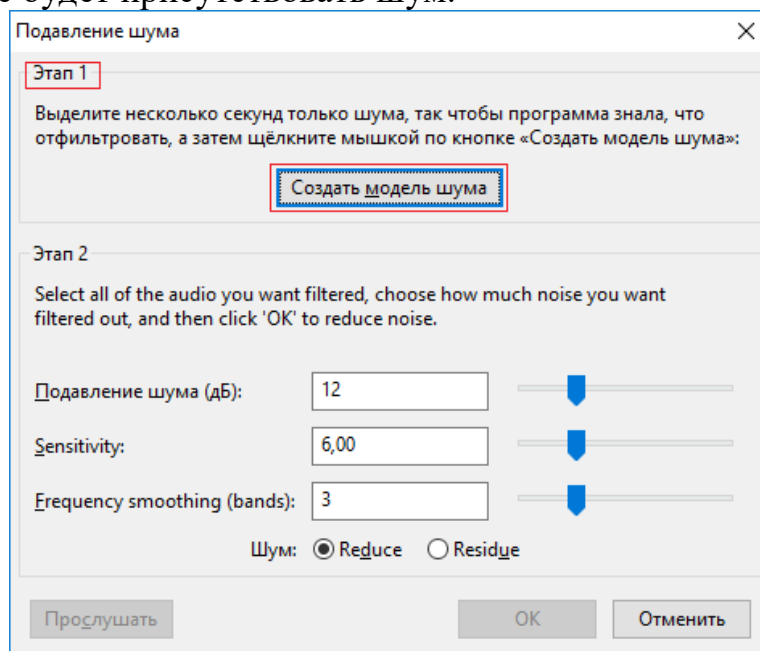 будет присутствовать шум.
Подавление шума
Этап 1
Выделите несколько секунд только шума, так чтобы программа знала, что
отфильтровать, а затем щёлкните мышкой по кнопке «Создать модель шума»:
Создать модель шума
Этап 2
Select all of the audio you want filtered, choose how much noise you want
filtered out, and then click 'OK' to reduce noise.
Подавление шума (дБ): 12
Sensitivity: 6,00
Frequency smoothing (bands): 3
Шум: Reduce Residue
Прослушать OK Отменить